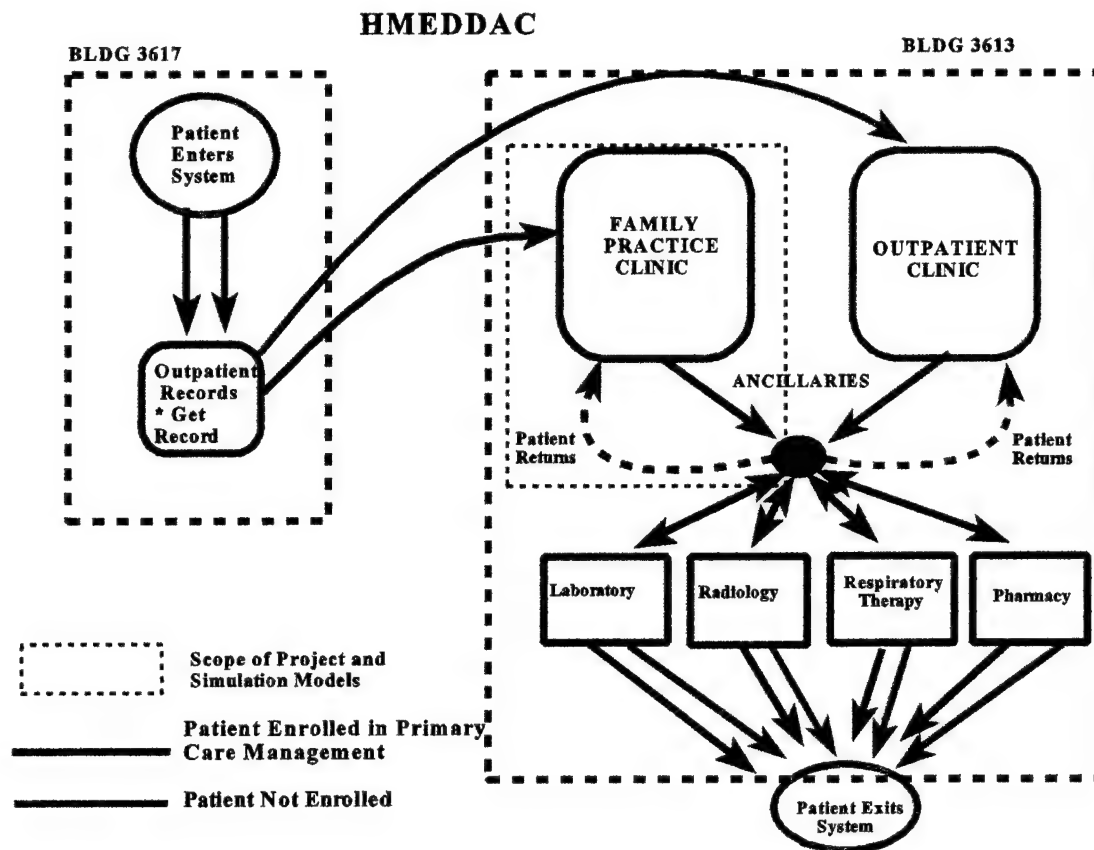 HMEDDAC
BLDG 3617
BLDG 3613
Patient
Enters
System
Outpatient
Records
* Get
Record
FAMILY
PRACTICE
CLINIC
OUTPATIENT
CLINIC
ANCILLARIES
Patient
Returns
Patient
Returns
Laboratory
Radiology
Respiratory
Therapy
Pharmacy
Scope of Project and
Simulation Models
Patient Enrolled in Primary
Care Management
Patient Not Enrolled
Patient Exits
System